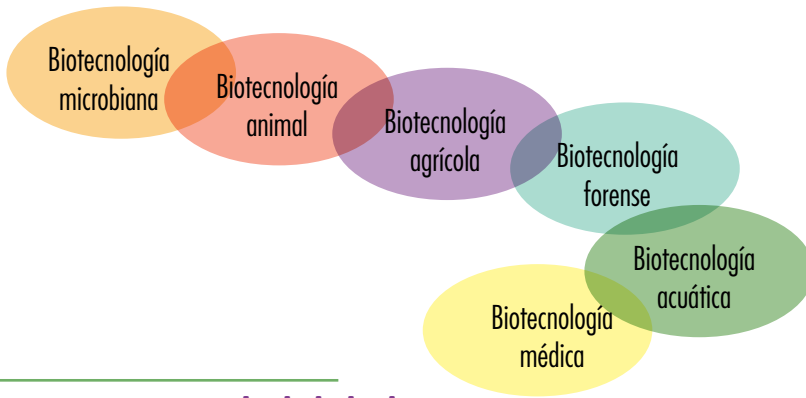 Biotecnología
microbiana
Biotecnología
animal
Biotecnología
agrícola
Biotecnología
forense
Biotecnología
acuática
Biotecnología
médica